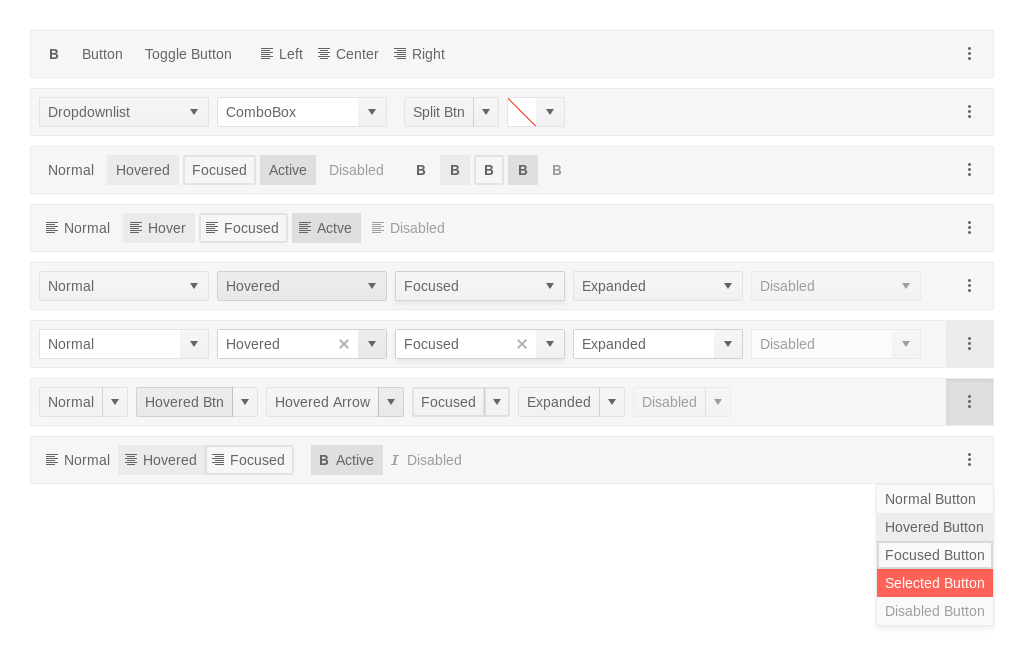 B Button Toggle Button Left Center Right
Dropdownlist ComboBox Split Btn
Normal Hovered Focused Active Disabled B B B B B
Normal Hover Focused Actve Disabled
Normal Hovered Focused Expanded Disabled
Normal Hovered Focused Expanded Disabled
Normal Hovered Btn Hovered Arrow Focused Expanded Disabled
Normal Hovered Focused B Active I Disabled
Normal Button
Hovered Button
Focused Button
Selected Button
Disabled Button